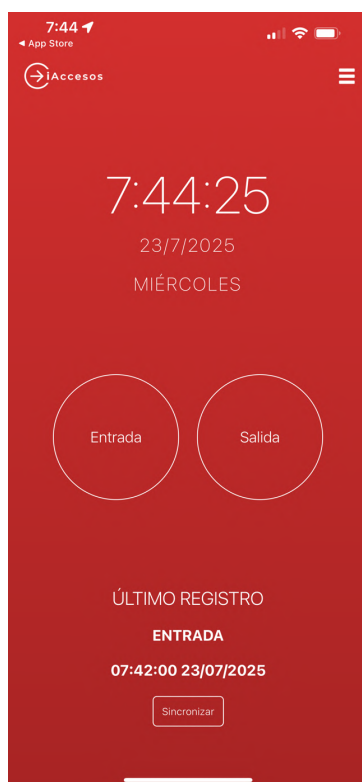 7:44
◀ App Store
iAccesos
7:44:25
23/7/2025
MIÉRCOLES
Entrada
Salida
ÚLTIMO REGISTRO
ENTRADA
07:42:00 23/07/2025
Sincronizar